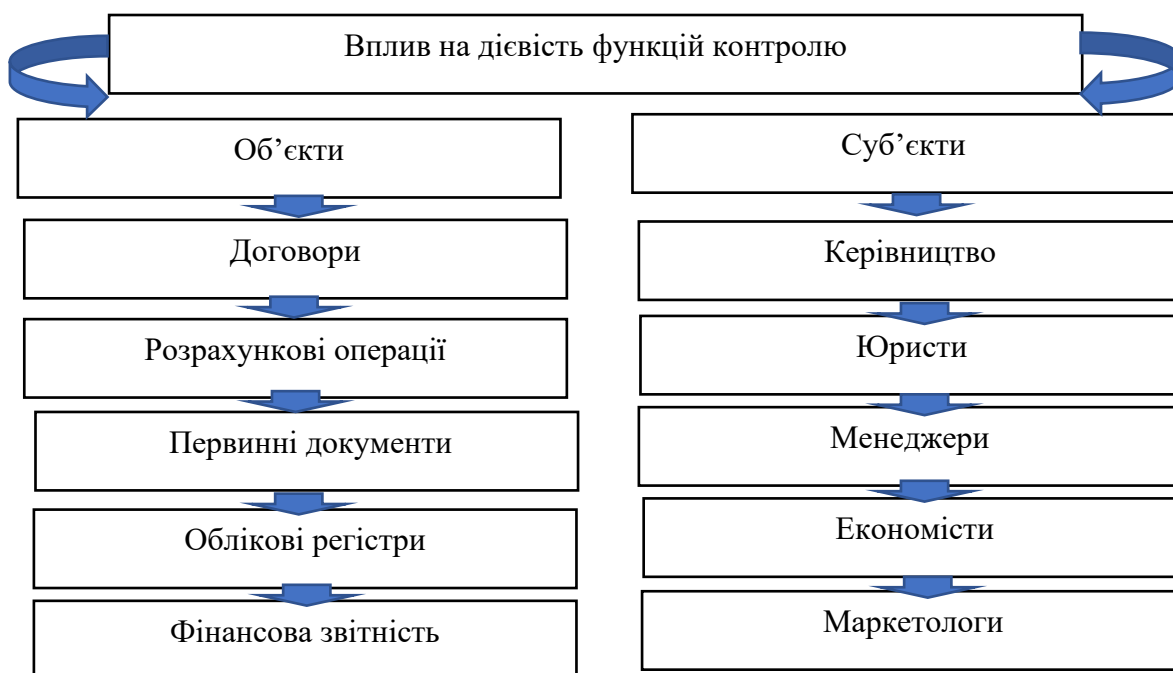 Вплив на дієвість функцій контролю
Об’єкти
Договори
Розрахункові операції
Первинні документи
Облікові регістри
Фінансова звітність
Суб’єкти
Керівництво
Юристи
Менеджери
Економісти
Маркетологи